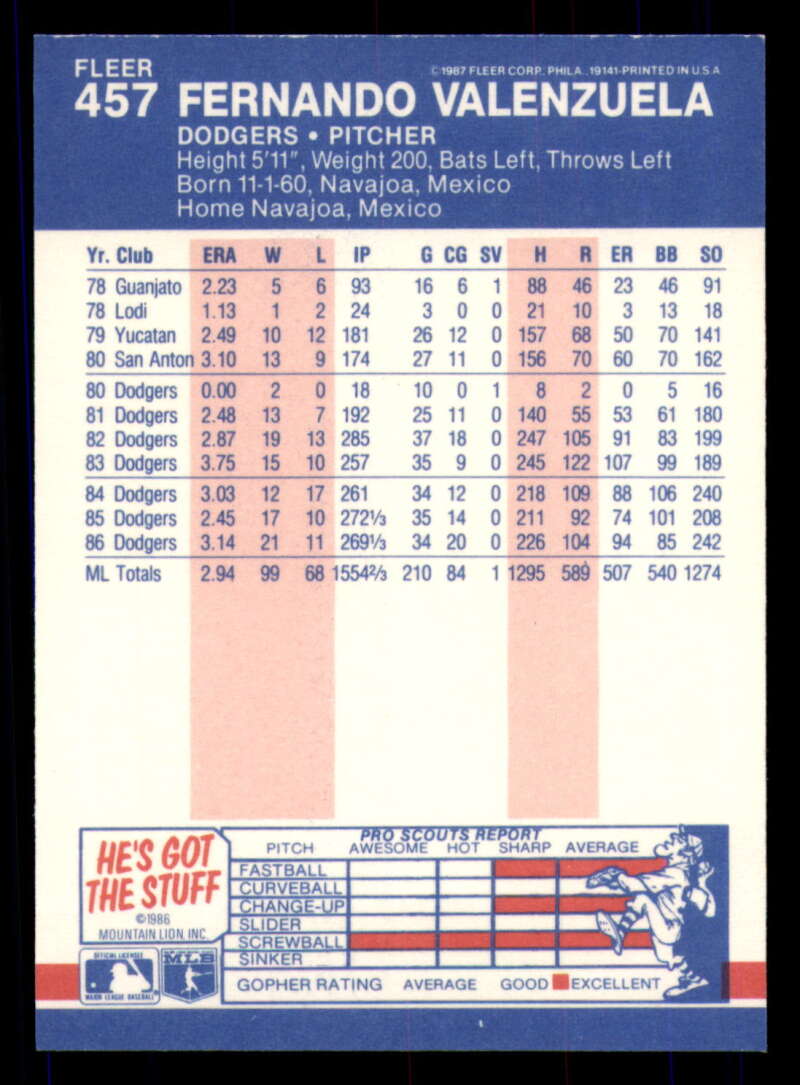 FLEER
©1987 FLEER CORP. PHILA., 19141-PRINTED IN U.S.A.
457 FERNANDO VALENZUELA
DODGERS • PITCHER
Height 5'11", Weight 200, Bats Left, Throws Left
Born 11-1-60, Navajoa, Mexico
Home Navajoa, Mexico
Yr. Club ERA W L IP G CG SV H R ER BB SO
78 Guanjato 2.23 5 6 93 16 6 1 88 46 23 46 91
78 Lodi 1.13 1 2 24 3 0 0 21 10 3 13 18
79 Yucatan 2.49 10 12 181 26 12 0 157 68 50 70 141
80 San Anton 3.10 13 9 174 27 11 0 156 70 60 70 162
80 Dodgers 0.00 2 0 18 10 0 1 8 2 0 5 16
81 Dodgers 2.48 13 7 192 25 11 0 140 55 53 61 180
82 Dodgers 2.87 19 13 285 37 18 0 247 105 91 83 199
83 Dodgers 3.75 15 10 257 35 9 0 245 122 107 99 189
84 Dodgers 3.03 12 17 261 34 12 0 218 109 88 106 240
85 Dodgers 2.45 17 10 272⅓ 35 14 0 211 92 74 101 208
86 Dodgers 3.14 21 11 269⅓ 34 20 0 226 104 94 85 242
ML Totals 2.94 99 68 1554⅔ 210 84 1 1295 589 507 540 1274
HE'S GOT
THE STUFF
©1986
MOUNTAIN LION, INC.
OFFICIAL LICENSEE
MAJOR LEAGUE BASEBALL
MLB
PRO SCOUTS REPORT
PITCH AWESOME HOT SHARP AVERAGE
FASTBALL
CURVEBALL
CHANGE-UP
SLIDER
SCREWBALL
SINKER
GOPHER RATING AVERAGE GOOD EXCELLENT